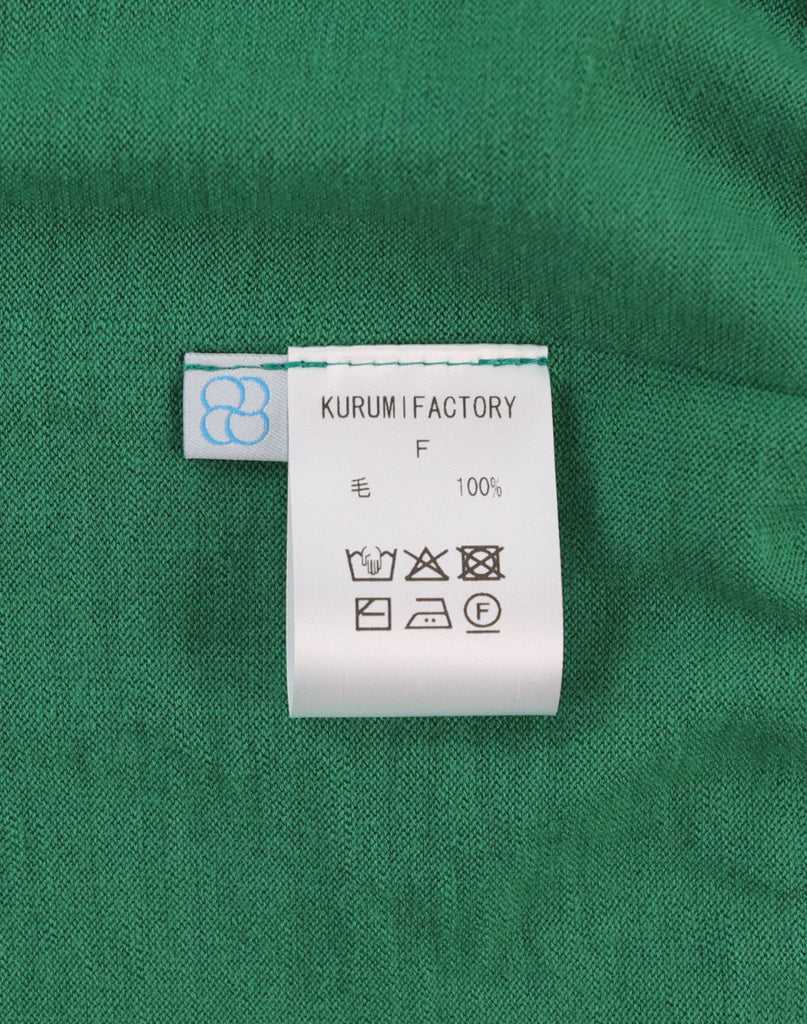 KURUMIFACTORY
F
毛 100%
F